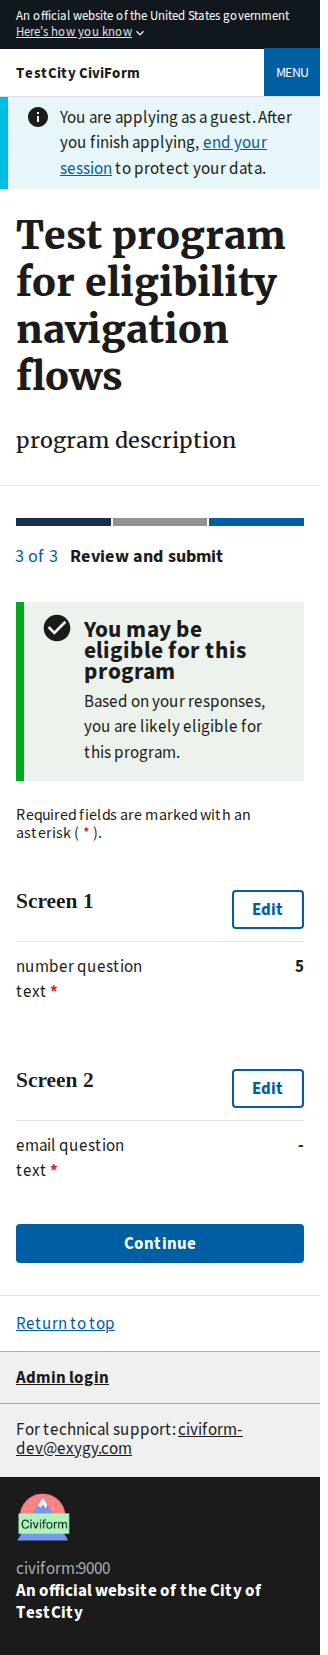 An official website of the United States government
Here's how you know
TestCity CiviForm
MENU
You are applying as a guest. After
you finish applying, end your
session to protect your data.
Test program
for eligibility
navigation
flows
program description
3 of 3 Review and submit
You may be
eligible for this
program
Based on your responses,
you are likely eligible for
this program.
Required fields are marked with an
asterisk ( * ).
Screen 1
Edit
number question
text *
5
Screen 2
Edit
email question
text *
-
Continue
Return to top
Admin login
For technical support: civiform-
dev@exygy.com
Civiform
civiform:9000
An official website of the City of
TestCity